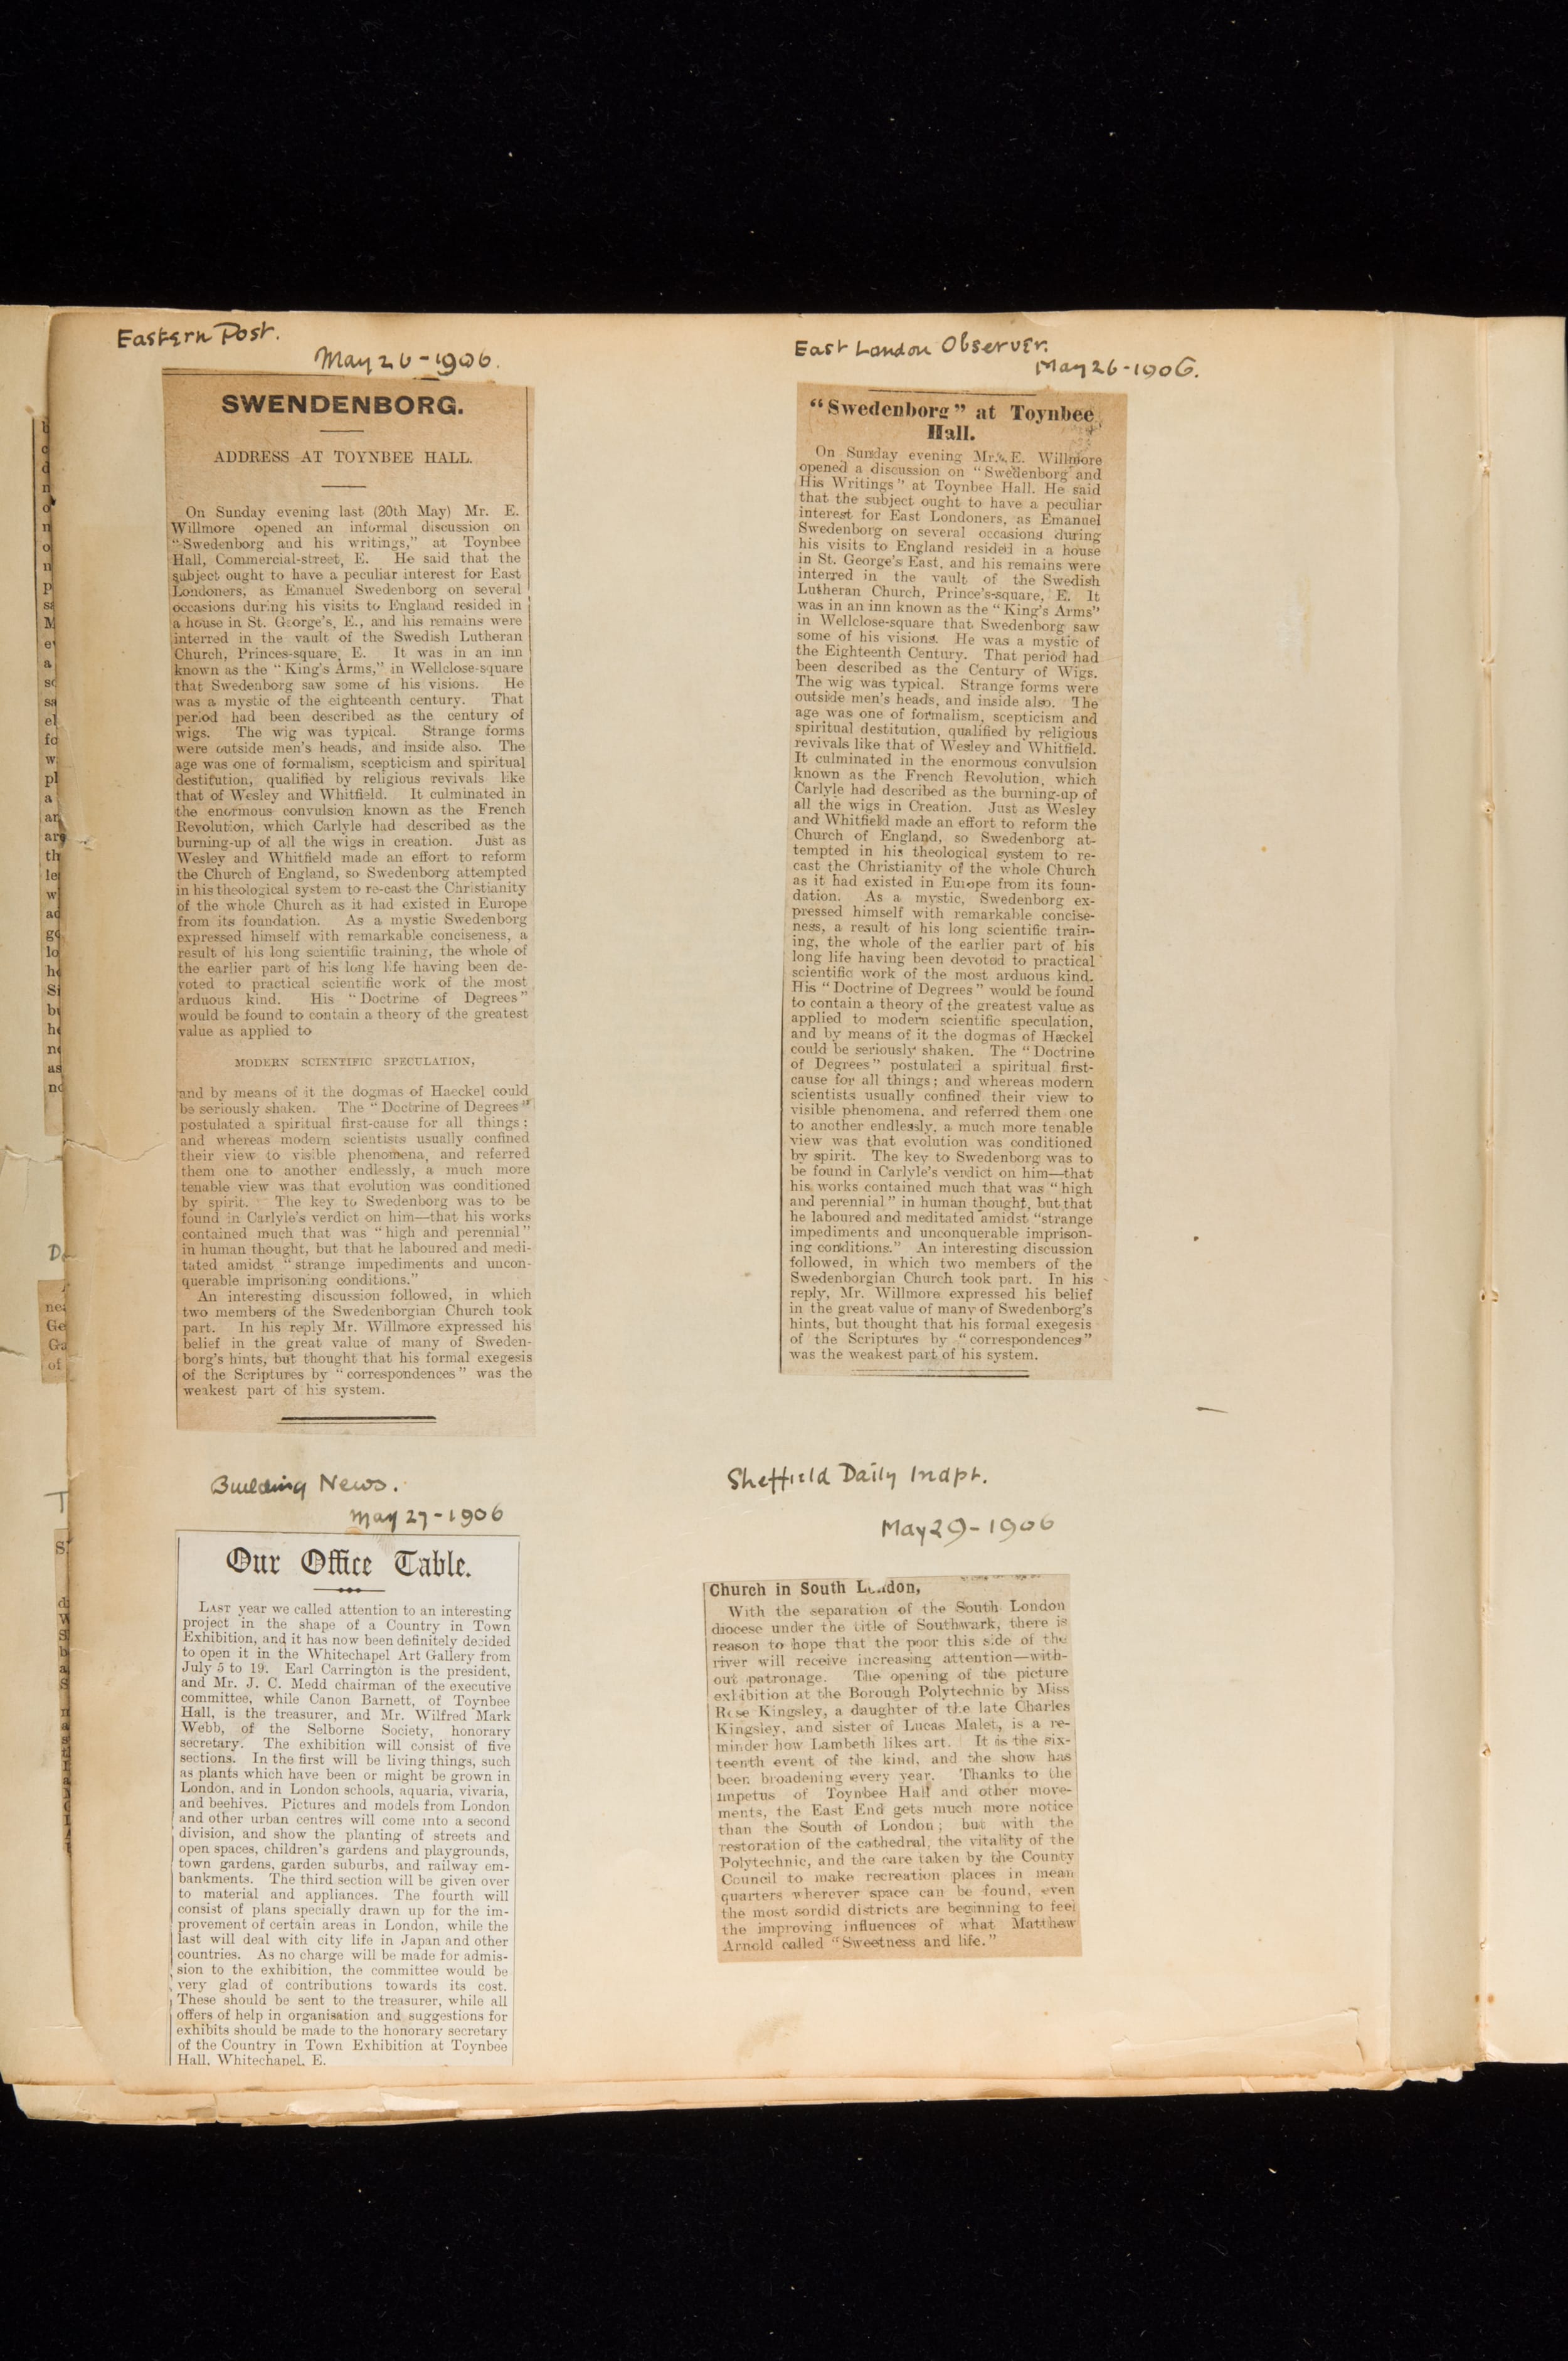 Eastern Post.
May 26-1906.
SWENDENBORG.
ADDRESS AT TOYNBEE HALL.
On Sunday evening last (20th May) Mr. E.
Willmore opened an informal discussion on
"Swedenborg and his writings," at Toynbee
Hall, Commercial-street, E. He said that the
subject ought to have a peculiar interest for East
Londoners, as Emanuel Swedenborg on several
occasions during his visits to England resided in
a house in St. George's, E., and his remains were
interred in the vault of the Swedish Lutheran
Church, Princes-square, E. It was in an inn
known as the "King's Arms," in Wellclose-square
that Swedenborg saw some of his visions. He
was a mystic of the eighteenth century. That
period had been described as the century of
wigs. The wig was typical. Strange forms
were outside men's heads, and inside also. The
age was one of formalism, scepticism and spiritual
destitution, qualified by religious revivals like
that of Wesley and Whitfield. It culminated in
the enormous convulsion known as the French
Revolution, which Carlyle had described as the
burning-up of all the wigs in creation. Just as
Wesley and Whitfield made an effort to reform
the Church of England, so Swedenborg attempted
in his theological system to re-cast the Christianity
of the whole Church as it had existed in Europe
from its foundation. As a mystic Swedenborg
expressed himself with remarkable conciseness, a
result of his long scientific training, the whole of
the earlier part of his long life having been de-
voted to practical scientific work of the most
arduous kind. His "Doctrine of Degrees"
would be found to contain a theory of the greatest
value as applied to
MODERN SCIENTIFIC SPECULATION,
and by means of it the dogmas of Haeckel could
be seriously shaken. The "Doctrine of Degrees"
postulated a spiritual first-cause for all things;
and whereas modern scientists usually confined
their view to visible phenomena, and referred
them one to another endlessly, a much more
tenable view was that evolution was conditioned
by spirit. The key to Swedenborg was to be
found in Carlyle's verdict on him—that his works
contained much that was "high and perennial"
in human thought, but that he laboured and medi-
tated amidst "strange impediments and uncon-
querable imprisoning conditions."
An interesting discussion followed, in which
two members of the Swedenborgian Church took
part. In his reply Mr. Willmore expressed his
belief in the great value of many of Sweden-
borg's hints, but thought that his formal exegesis
of the Scriptures by "correspondences" was the
weakest part of his system.
East London Observer.
May 26-1906.
"Swedenborg" at Toynbee
Hall.
On Sunday evening Mr. E. Willmore
opened a discussion on "Swedenborg and
His Writings" at Toynbee Hall. He said
that the subject ought to have a peculiar
interest for East Londoners, as Emanuel
Swedenborg on several occasions during
his visits to England resided in a house
in St. George's East, and his remains were
interred in the vault of the Swedish
Lutheran Church, Prince's-square, E. It
was in an inn known as the "King's Arms"
in Wellclose-square that Swedenborg saw
some of his visions. He was a mystic of
the Eighteenth Century. That period had
been described as the Century of Wigs.
The wig was typical. Strange forms were
outside men's heads, and inside also. The
age was one of formalism, scepticism and
spiritual destitution, qualified by religious
revivals like that of Wesley and Whitfield.
It culminated in the enormous convulsion
known as the French Revolution, which
Carlyle had described as the burning-up of
all the wigs in Creation. Just as Wesley
and Whitfield made an effort to reform the
Church of England, so Swedenborg at-
tempted in his theological system to re-
cast the Christianity of the whole Church
as it had existed in Europe from its foun-
dation. As a mystic, Swedenborg ex-
pressed himself with remarkable concise-
ness, a result of his long scientific train-
ing, the whole of the earlier part of his
long life having been devoted to practical
scientific work of the most arduous kind.
His "Doctrine of Degrees" would be found
to contain a theory of the greatest value as
applied to modern scientific speculation,
and by means of it the dogmas of Hæckel
could be seriously shaken. The "Doctrine
of Degrees" postulated a spiritual first-
cause for all things; and whereas modern
scientists usually confined their view to
visible phenomena, and referred them one
to another endlessly, a much more tenable
view was that evolution was conditioned
by spirit. The key to Swedenborg was to
be found in Carlyle's verdict on him—that
his works contained much that was "high
and perennial" in human thought, but that
he laboured and meditated amidst "strange
impediments and unconquerable imprison-
ing conditions." An interesting discussion
followed, in which two members of the
Swedenborgian Church took part. In his
reply, Mr. Willmore expressed his belief
in the great value of many of Swedenborg's
hints, but thought that his formal exegesis
of the Scriptures by "correspondences"
was the weakest part of his system.
Building News.
May 27-1906
Our Office Table.
LAST year we called attention to an interesting
project in the shape of a Country in Town
Exhibition, and it has now been definitely decided
to open it in the Whitechapel Art Gallery from
July 5 to 19. Earl Carrington is the president,
and Mr. J. C. Medd chairman of the executive
committee, while Canon Barnett, of Toynbee
Hall, is the treasurer, and Mr. Wilfred Mark
Webb, of the Selborne Society, honorary
secretary. The exhibition will consist of five
sections. In the first will be living things, such
as plants which have been or might be grown in
London, and in London schools, aquaria, vivaria,
and beehives. Pictures and models from London
and other urban centres will come into a second
division, and show the planting of streets and
open spaces, children's gardens and playgrounds,
town gardens, garden suburbs, and railway em-
bankments. The third section will be given over
to material and appliances. The fourth will
consist of plans specially drawn up for the im-
provement of certain areas in London, while the
last will deal with city life in Japan and other
countries. As no charge will be made for admis-
sion to the exhibition, the committee would be
very glad of contributions towards its cost.
These should be sent to the treasurer, while all
offers of help in organisation and suggestions for
exhibits should be made to the honorary secretary
of the Country in Town Exhibition at Toynbee
Hall, Whitechapel, E.
Sheffield Daily Indpt.
May 29-1906
Church in South London,
With the separation of the South London
diocese under the title of Southwark, there is
reason to hope that the poor this side of the
river will receive increasing attention—with-
out patronage. The opening of the picture
exhibition at the Borough Polytechnic by Miss
Rose Kingsley, a daughter of the late Charles
Kingsley, and sister of Lucas Malet, is a re-
minder how Lambeth likes art. It is the six-
teenth event of the kind, and the show has
been broadening every year. Thanks to the
impetus of Toynbee Hall and other move-
ments, the East End gets much more notice
than the South of London; but with the
restoration of the cathedral, the vitality of the
Polytechnic, and the care taken by the County
Council to make recreation places in mean
quarters wherever space can be found, even
the most sordid districts are beginning to feel
the improving influences of what Matthew
Arnold called "Sweetness and life."